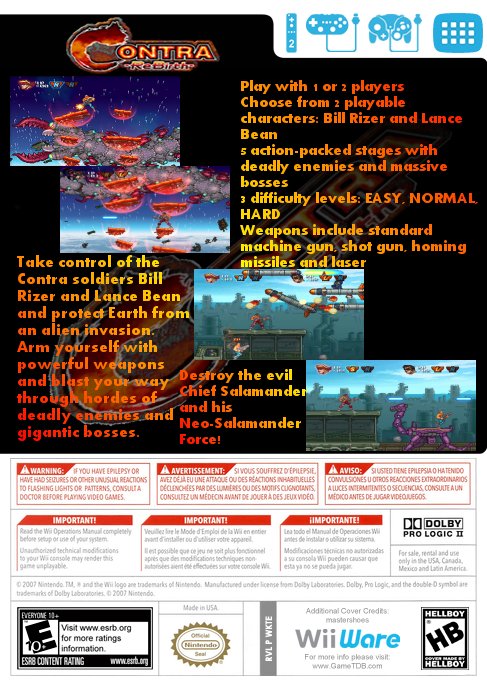 CONTRA
ReBirth
2
Play with 1 or 2 players
Choose from 2 playable
characters: Bill Rizer and Lance
Bean
5 action-packed stages with
deadly enemies and massive
bosses
3 difficulty levels: EASY, NORMAL,
HARD
Weapons include standard
machine gun, shot gun, homing
missiles and laser
Take control of the
Contra soldiers Bill
Rizer and Lance Bean
and protect Earth from
an alien invasion.
Arm yourself with
powerful weapons
and blast your way
through hordes of
deadly enemies and
gigantic bosses.
Destroy the evil
Chief Salamander
and his
Neo-Salamander
Force!
WARNING: IF YOU HAVE EPILEPSY OR
HAVE HAD SEIZURES OR OTHER UNUSUAL REACTIONS
TO FLASHING LIGHTS OR PATTERNS, CONSULT A
DOCTOR BEFORE PLAYING VIDEO GAMES.
AVERTISSEMENT: SI VOUS SOUFFREZ D'ÉPILEPSIE,
AVEZ DÉJÀ EU UNE ATTAQUE OU DES RÉACTIONS INHABITUELLES
DÉCLENCHÉES PAR DES LUMIÈRES OU DES MOTIFS CLIGNOTANTS,
CONSULTEZ UN MÉDECIN AVANT DE JOUER À DES JEUX VIDÉO.
AVISO: SI USTED TIENE EPILEPSIA O HA TENIDO
CONVULSIONES U OTROS REACCIONES EXTRAORDINARIOS
A LUCES INTERMITENTES O SECUENCIAS, CONSULTE A UN
MÉDICO ANTES DE JUGAR VIDEOJUEGOS.
IMPORTANT!
Read the Wii Operations Manual completely
before setup or use of your system.
Unauthorized technical modifications
to your Wii console may render this
game unplayable.
IMPORTANT!
Veuillez lire le Mode d'Emploi de la Wii en entier
avant d'installer ou d'utiliser votre appareil.
Il est possible que ce jeu ne soit plus fonctionnel
après que des modifications techniques non-
autorisées aient été effectuées sur votre console Wii.
¡IMPORTANTE!
Lea todo el Manual de Operaciones Wii
antes de instalar o utilizar su sistema.
Modificaciones técnicas no autorizadas
a su consola Wii pueden causar que
esta ya no se pueda jugar.
DOLBY
PRO LOGIC II
For sale, rental and use
only in the USA, Canada,
Mexico and Latin America.
© 2007 Nintendo. TM, ® and the Wii logo are trademarks of Nintendo. Manufactured under license from Dolby Laboratories. Dolby, Pro Logic, and the double-D symbol are
trademarks of Dolby Laboratories. © 2007 Nintendo.
EVERYONE 10+
E 10+
Visit www.esrb.org
for more ratings
information.
ESRB CONTENT RATING www.esrb.org
Made in USA
Official
Nintendo
Seal
RVL P WKTE
Additional Cover Credits:
mastershoes
WiiWare
For more info please visit:
www.GameTDB.com
HELLBOY
HB
HELLBOY